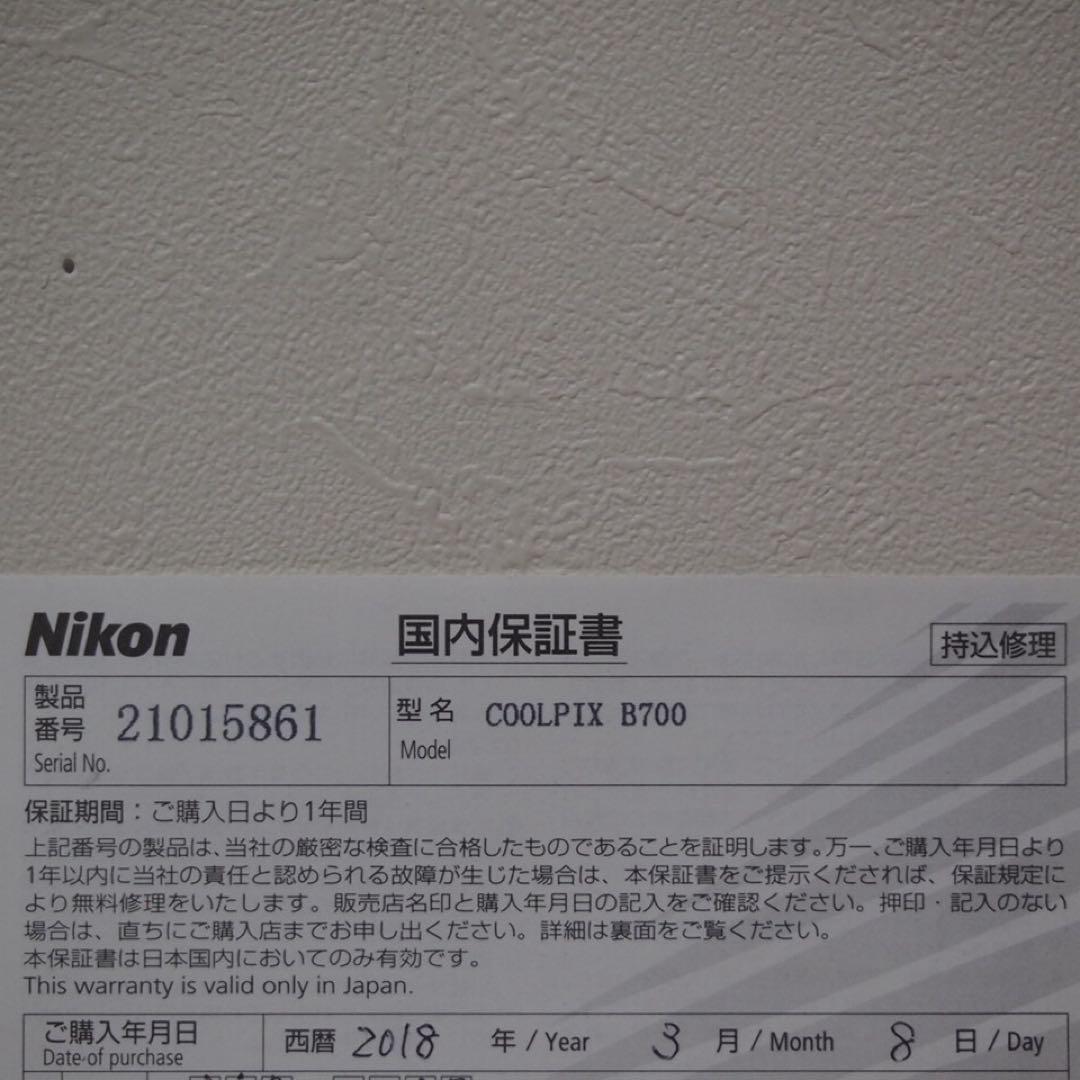 Nikon 国内保証書 持込修理
製品
番号 21015861 型名 COOLPIX B700
Serial No. Model
保証期間：ご購入日より1年間
上記番号の製品は、当社の厳密な検査に合格したものであることを証明します。万一、ご購入年月日より
1年以内に当社の責任と認められる故障が生じた場合は、本保証書をご提示くだされば、保証規定に
より無料修理をいたします。販売店名印と購入年月日の記入をご確認ください。押印・記入のない
場合は、直ちにご購入店までお申し出ください。詳細は裏面をご覧ください。
本保証書は日本国内においてのみ有効です。
This warranty is valid only in Japan.
ご購入年月日 西暦 2018 年 / Year 3 月 / Month 8 日 / Day
Date of purchase